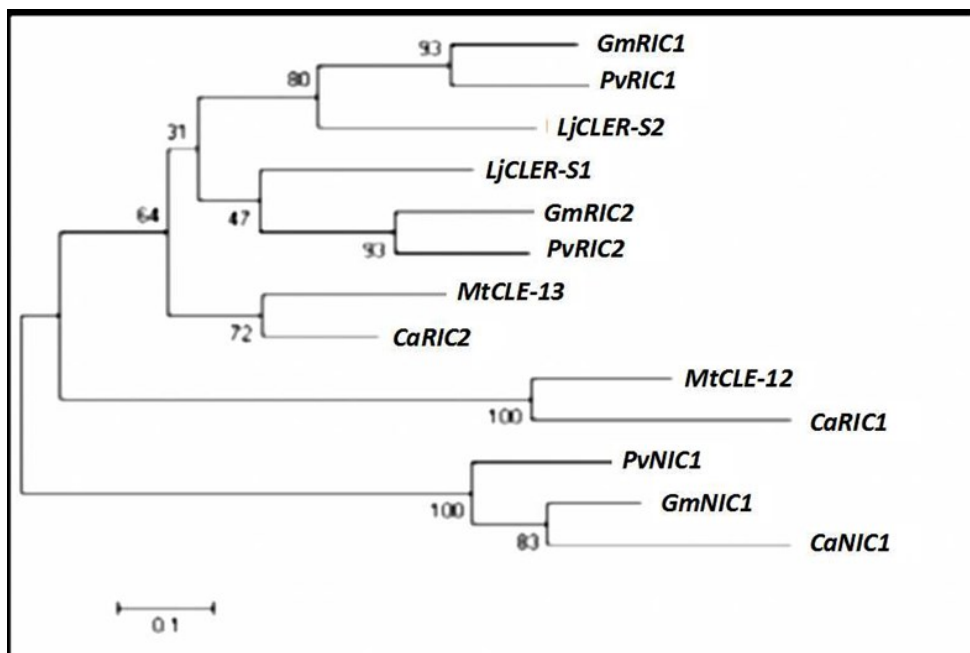 93 GmRIC1
80 PvRIC1
LjCLER-S2
31
LjCLER-S1
64 47 GmRIC2
93 PvRIC2
MtCLE-13
72 CaRIC2
MtCLE-12
100 CaRIC1
PvNIC1
100 GmNIC1
83 CaNIC1
0.1